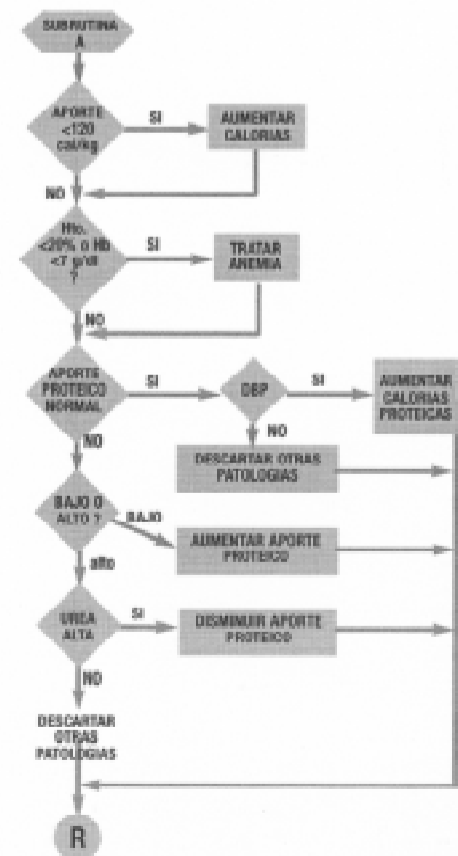 SUBRUTINA
A
APORTE
<120
cal/kg
SI
AUMENTAR
CALORIAS
NO
Hto.
<20% o Hb
<7 g/dl
?
SI
TRATAR
ANEMIA
NO
APORTE
PROTEICO
NORMAL
SI
DBP
SI
AUMENTAR
CALORIAS
PROTEICAS
NO
NO
DESCARTAR OTRAS
PATOLOGIAS
BAJO O
ALTO ?
BAJO
AUMENTAR APORTE
PROTEICO
alto
UREA
ALTA
SI
DISMINUIR APORTE
PROTEICO
NO
DESCARTAR
OTRAS
PATOLOGIAS
R